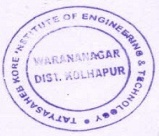 TATYASAHEB KORE INSTITUTE OF ENGINEERING & TECHNOLOGY
WARANANAGAR
DIST. KOLHAPUR